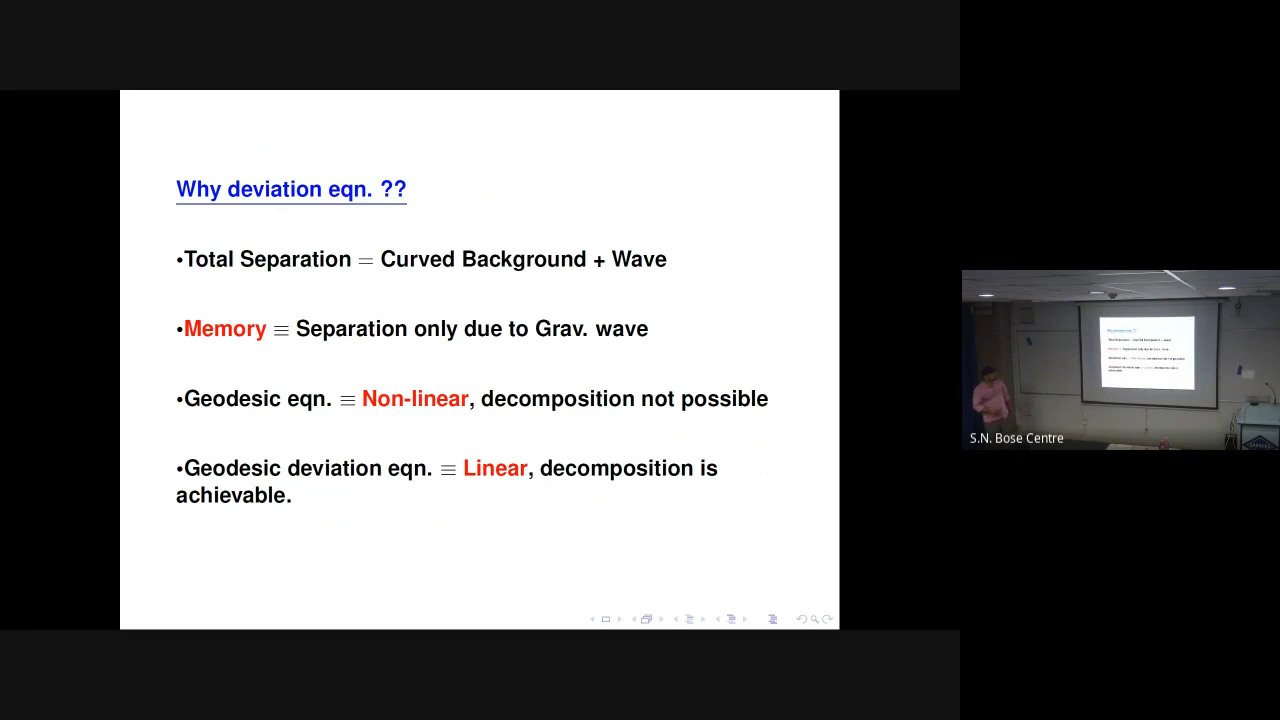 Why deviation eqn. ??
•Total Separation = Curved Background + Wave
•Memory ≡ Separation only due to Grav. wave
•Geodesic eqn. ≡ Non-linear, decomposition not possible
•Geodesic deviation eqn. ≡ Linear, decomposition is
achievable.
S.N. Bose Centre